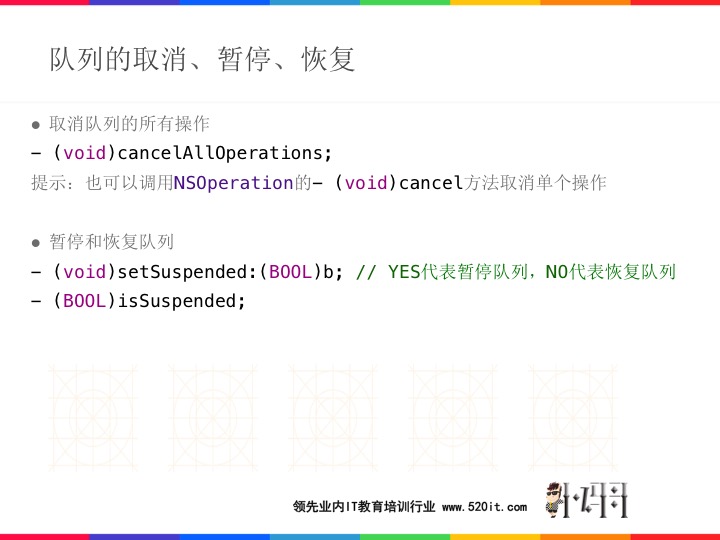 队列的取消、暂停、恢复
● 取消队列的所有操作
- (void)cancelAllOperations;
提示：也可以调用NSOperation的- (void)cancel方法取消单个操作
● 暂停和恢复队列
- (void)setSuspended:(BOOL)b; // YES代表暂停队列，NO代表恢复队列
- (BOOL)isSuspended;
领先业内IT教育培训行业 www.520it.com
小码哥